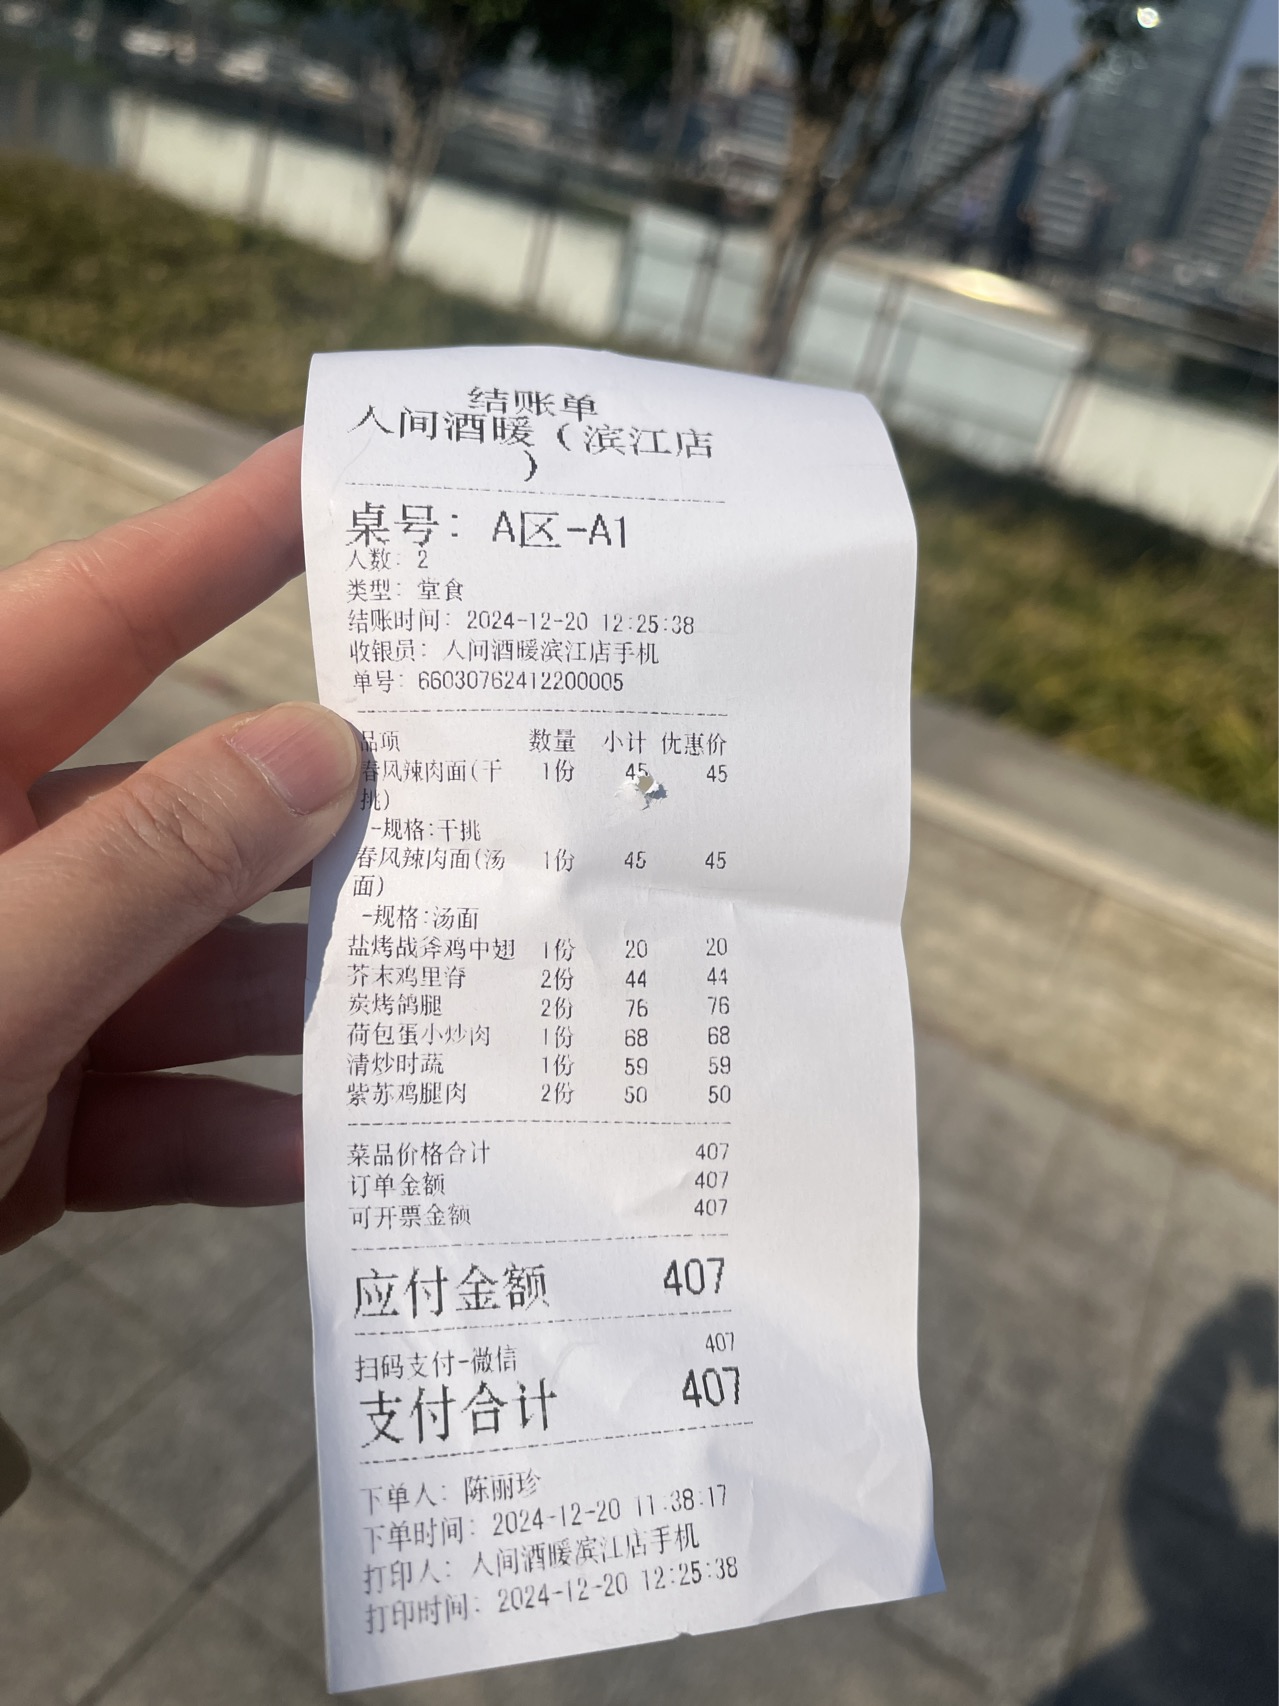 结账单
人间酒暖（滨江店
）
桌号：A区-A1
人数：2
类型：堂食
结账时间：2024-12-20 12:25:38
收银员：人间酒暖滨江店手机
单号：66030762412200005
品项 数量 小计 优惠价
春风辣肉面(干 1份 45 45
挑)
-规格:干挑
春风辣肉面(汤 1份 45 45
面)
-规格:汤面
盐烤战斧鸡中翅 1份 20 20
芥末鸡里脊 2份 44 44
炭烤鸽腿 2份 76 76
荷包蛋小炒肉 1份 68 68
清炒时蔬 1份 59 59
紫苏鸡腿肉 2份 50 50
菜品价格合计 407
订单金额 407
可开票金额 407
应付金额 407
扫码支付-微信 407
支付合计 407
下单人：陈丽珍
下单时间：2024-12-20 11:38:17
打印人：人间酒暖滨江店手机
打印时间：2024-12-20 12:25:38